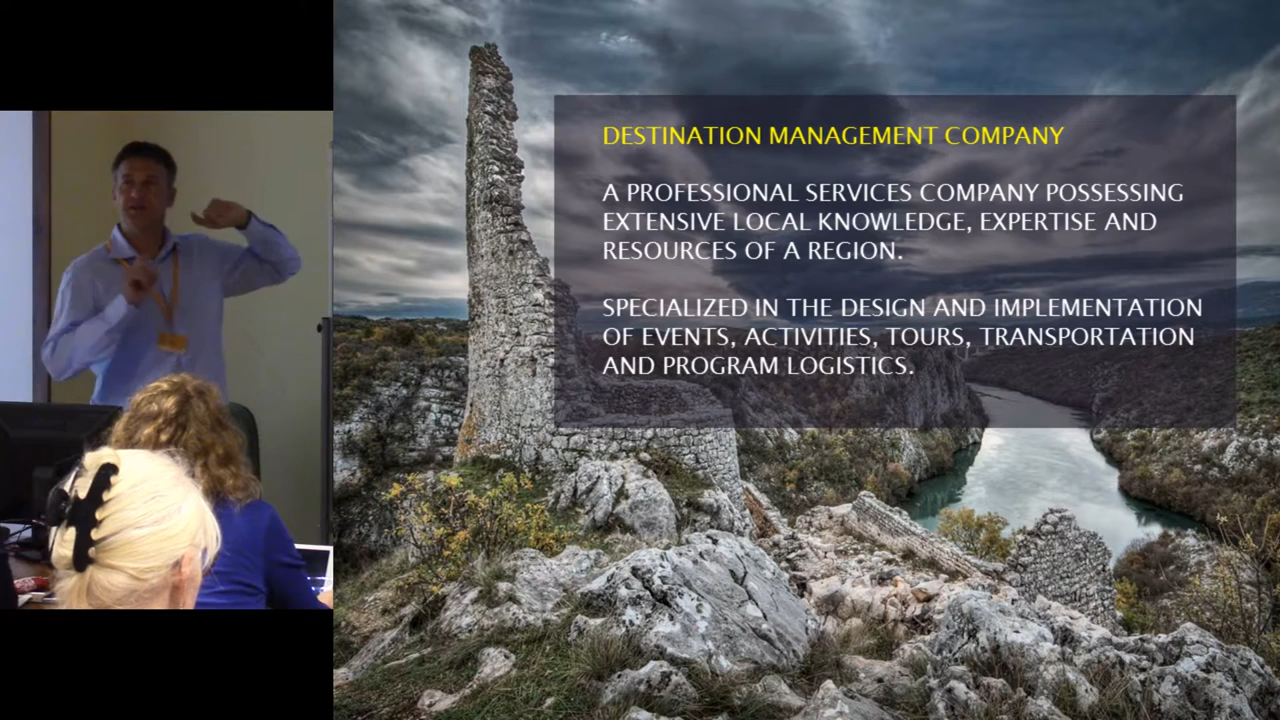 DESTINATION MANAGEMENT COMPANY
A PROFESSIONAL SERVICES COMPANY POSSESSING
EXTENSIVE LOCAL KNOWLEDGE, EXPERTISE AND
RESOURCES OF A REGION.
SPECIALIZED IN THE DESIGN AND IMPLEMENTATION
OF EVENTS, ACTIVITIES, TOURS, TRANSPORTATION
AND PROGRAM LOGISTICS.